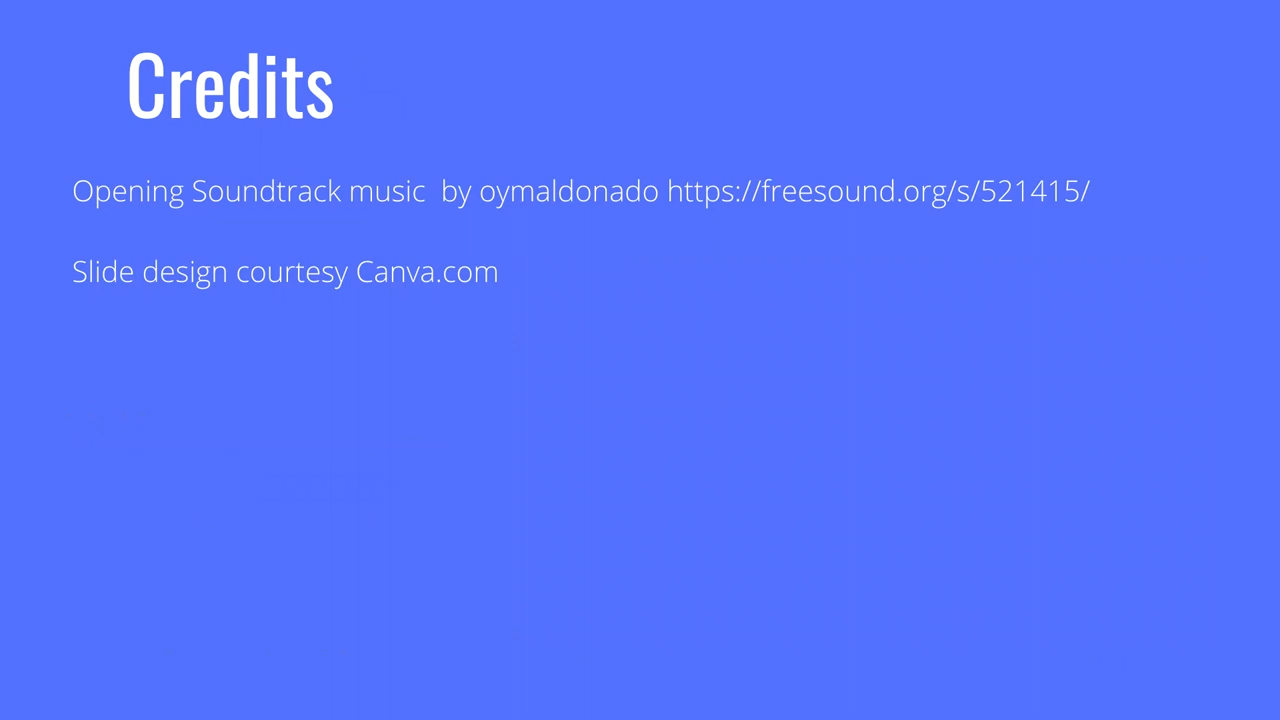 Credits
Opening Soundtrack music  by oymaldonado https://freesound.org/s/521415/
Slide design courtesy Canva.com